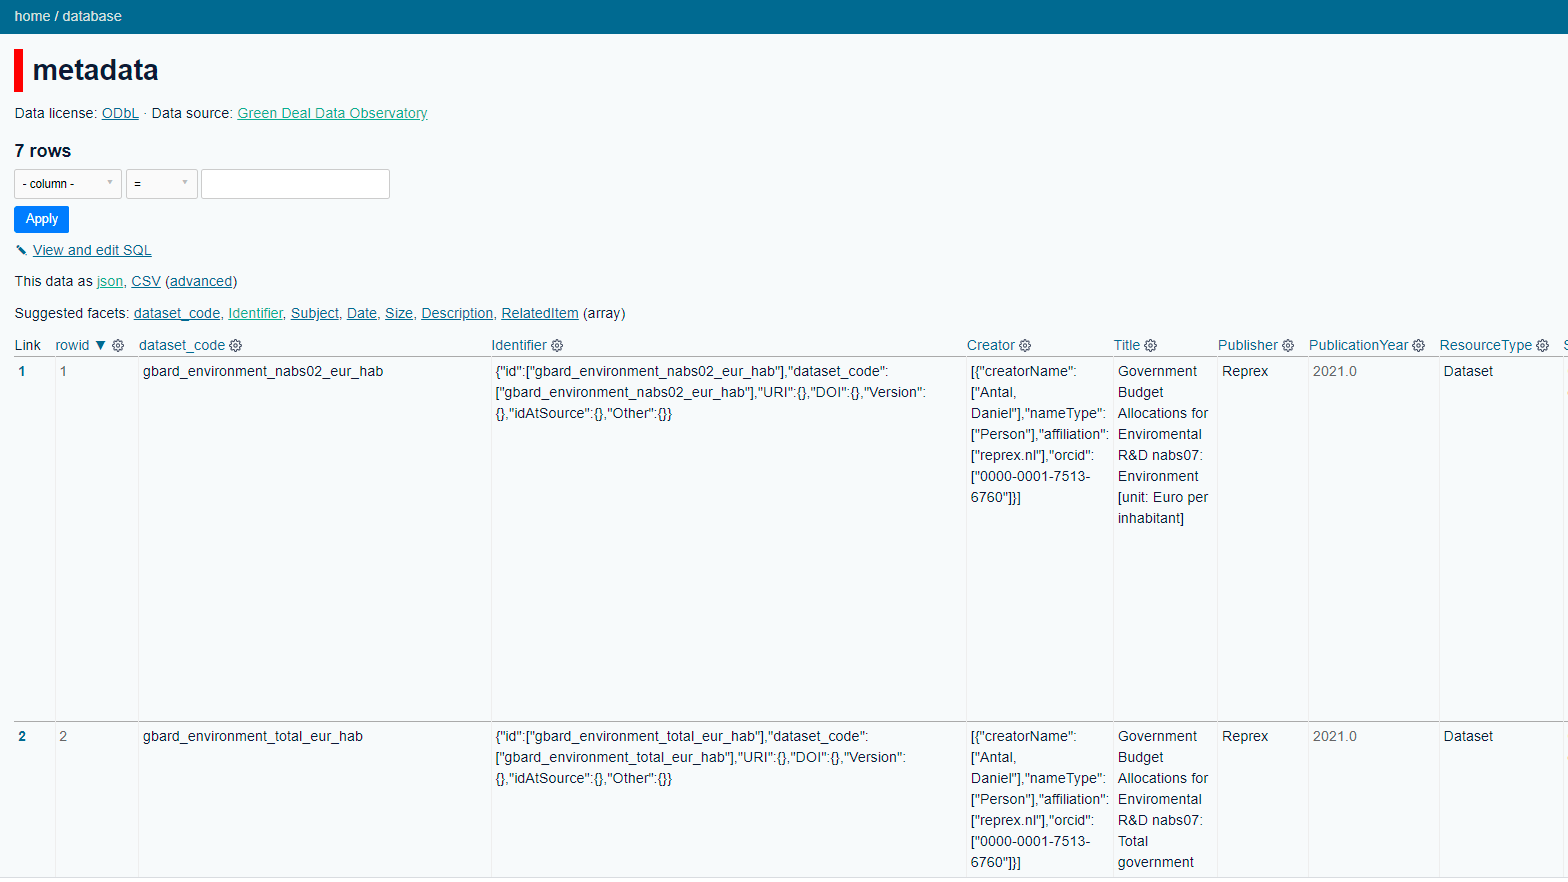 home / database
metadata
Data license: ODbL · Data source: Green Deal Data Observatory
7 rows
- column -
=
Apply
View and edit SQL
This data as json, CSV (advanced)
Suggested facets: dataset_code, Identifier, Subject, Date, Size, Description, RelatedItem (array)
Link rowid ▼ dataset_code Identifier Creator Title Publisher PublicationYear ResourceType
1
1
gbard_environment_nabs02_eur_hab
{"id":["gbard_environment_nabs02_eur_hab"],"dataset_code":
["gbard_environment_nabs02_eur_hab"],"URI":{},"DOI":{},"Version":
{},"idAtSource":{},"Other":{}}
[{"creatorName":
["Antal,
Daniel"],"nameType":
["Person"],"affiliation":
["reprex.nl"],"orcid":
["0000-0001-7513-
6760"]}]
Government
Budget
Allocations for
Enviromental
R&D nabs07:
Environment
[unit: Euro per
inhabitant]
Reprex
2021.0
Dataset
2
2
gbard_environment_total_eur_hab
{"id":["gbard_environment_total_eur_hab"],"dataset_code":
["gbard_environment_total_eur_hab"],"URI":{},"DOI":{},"Version":
{},"idAtSource":{},"Other":{}}
[{"creatorName":
["Antal,
Daniel"],"nameType":
["Person"],"affiliation":
["reprex.nl"],"orcid":
["0000-0001-7513-
6760"]}]
Government
Budget
Allocations for
Enviromental
R&D nabs07:
Total
government
Reprex
2021.0
Dataset